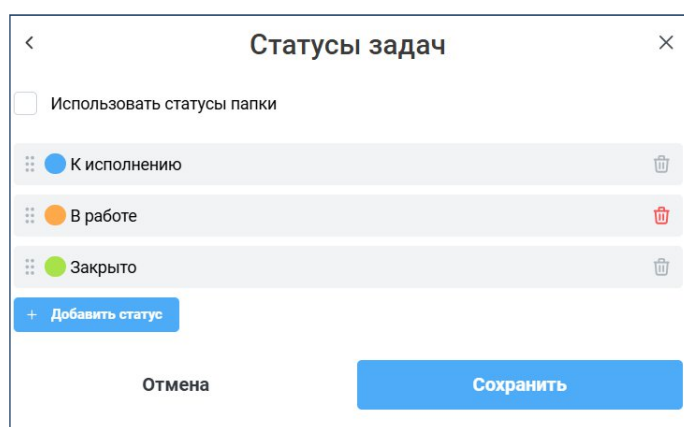 Статусы задач
Использовать статусы папки
К исполнению
В работе
Закрыто
+ Добавить статус
Отмена
Сохранить